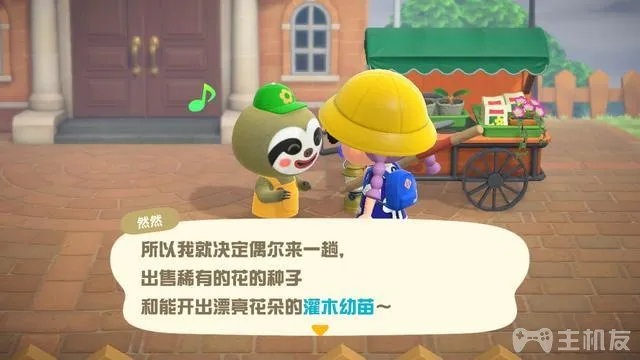 然然
所以我就决定偶尔来一趟，
出售稀有的花的种子
和能开出漂亮花朵的灌木幼苗～
主机友